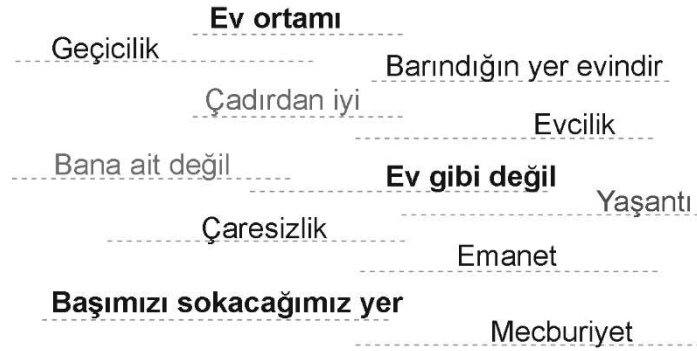 Ev ortamı
Geçicilik
Barındığın yer evindir
Çadırdan iyi
Evcilik
Bana ait değil
Ev gibi değil
Yaşantı
Çaresizlik
Emanet
Başımızı sokacağımız yer
Mecburiyet